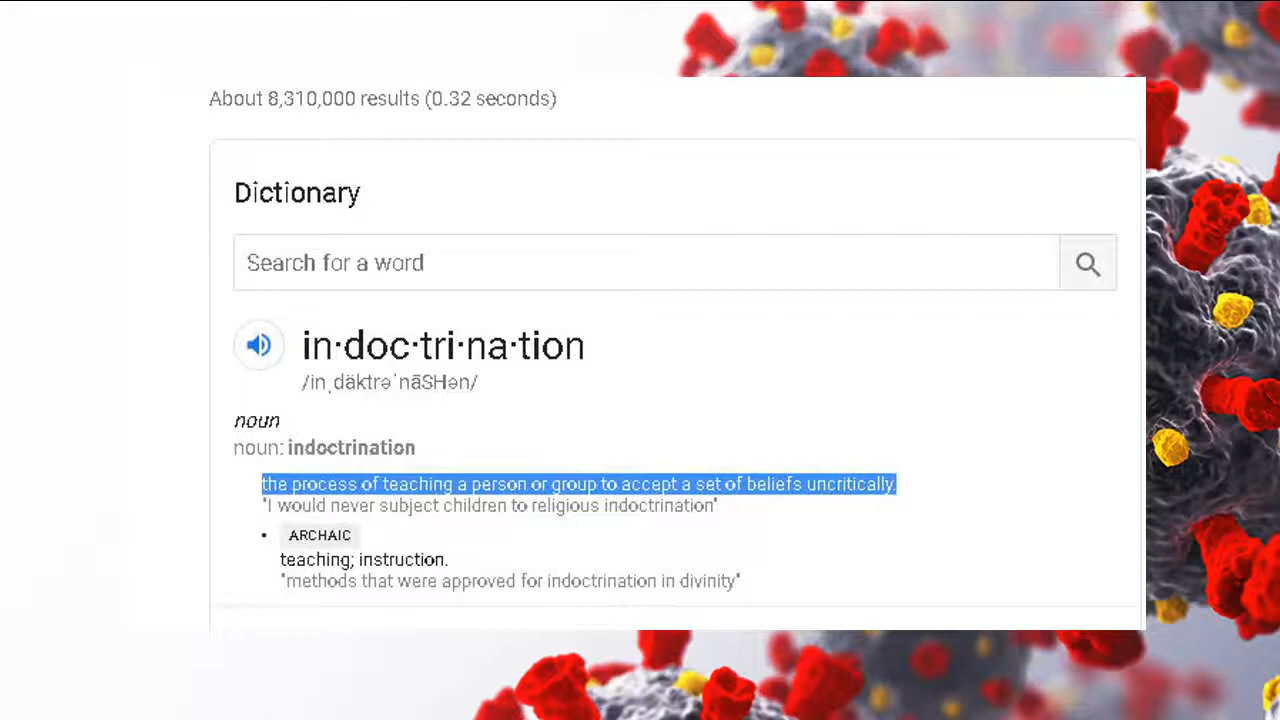 About 8,310,000 results (0.32 seconds)
Dictionary
Search for a word
in·doc·tri·na·tion
/inˌdäktrəˈnāSHən/
noun
noun: indoctrination
the process of teaching a person or group to accept a set of beliefs uncritically.
"I would never subject children to religious indoctrination"
• ARCHAIC
teaching; instruction.
"methods that were approved for indoctrination in divinity"